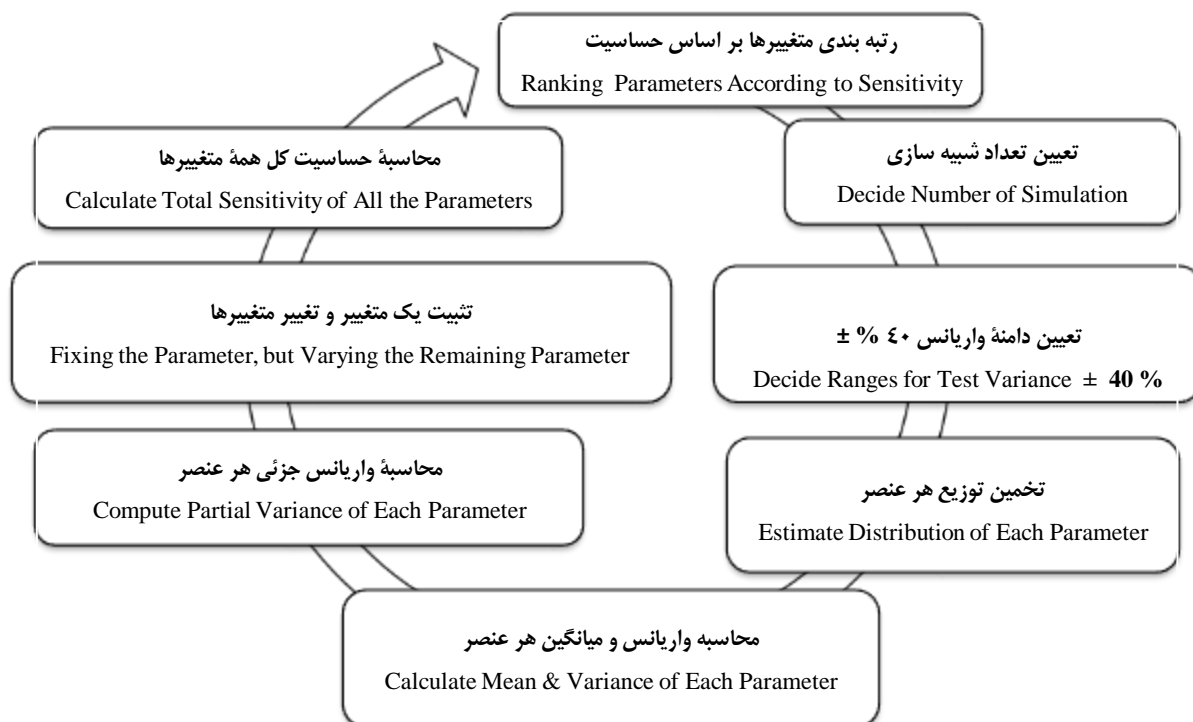 رتبه بندی متغییرها بر اساس حساسیت
Ranking Parameters According to Sensitivity
تعیین تعداد شبیه سازی
Decide Number of Simulation
تعیین دامنهٔ واریانس ٤٠ % ±
Decide Ranges for Test Variance ± 40 %
تخمین توزیع هر عنصر
Estimate Distribution of Each Parameter
محاسبه واریانس و میانگین هر عنصر
Calculate Mean & Variance of Each Parameter
محاسبهٔ واریانس جزئی هر عنصر
Compute Partial Variance of Each Parameter
تثبیت یک متغییر و تغییر متغییرها
Fixing the Parameter, but Varying the Remaining Parameter
محاسبهٔ حساسیت کل همهٔ متغییرها
Calculate Total Sensitivity of All the Parameters